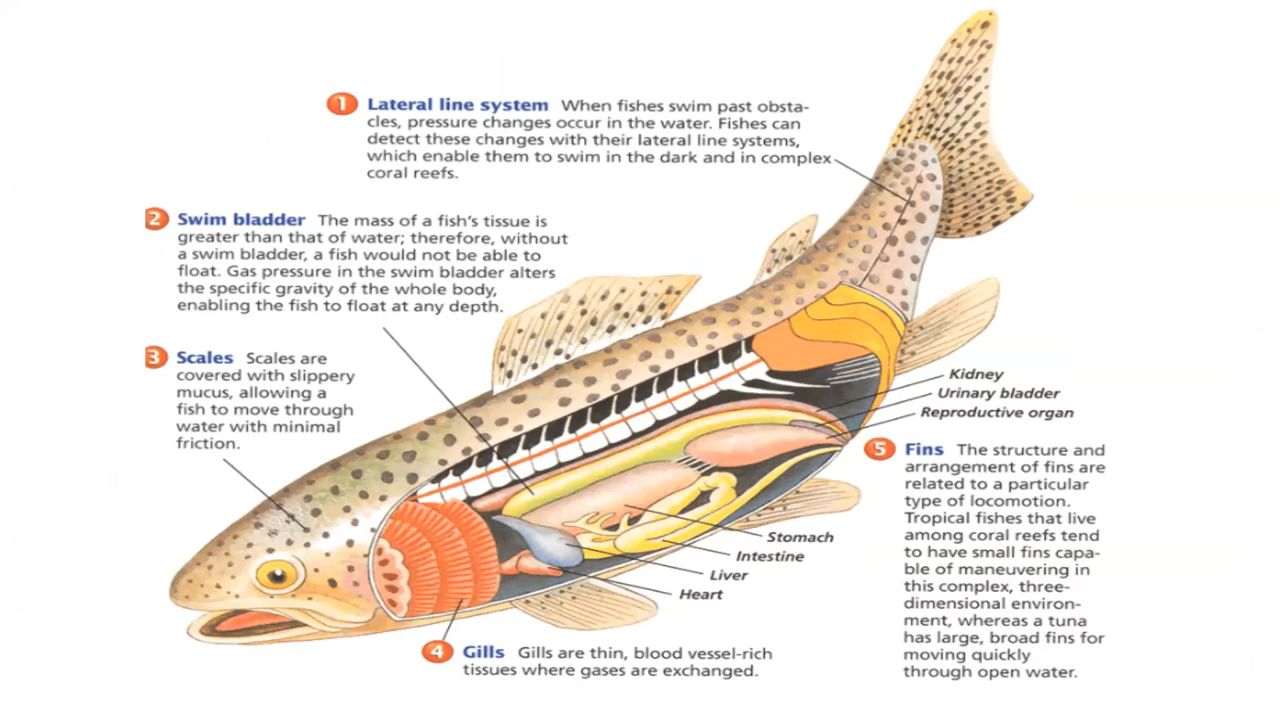 1 Lateral line system When fishes swim past obsta-
cles, pressure changes occur in the water. Fishes can
detect these changes with their lateral line systems,
which enable them to swim in the dark and in complex
coral reefs.
2 Swim bladder The mass of a fish's tissue is
greater than that of water; therefore, without
a swim bladder, a fish would not be able to
float. Gas pressure in the swim bladder alters
the specific gravity of the whole body,
enabling the fish to float at any depth.
3 Scales Scales are
covered with slippery
mucus, allowing a
fish to move through
water with minimal
friction.
Kidney
Urinary bladder
Reproductive organ
5 Fins The structure and
arrangement of fins are
related to a particular
type of locomotion.
Tropical fishes that live
among coral reefs tend
to have small fins capa-
ble of maneuvering in
this complex, three-
dimensional environ-
ment, whereas a tuna
has large, broad fins for
moving quickly
through open water.
Stomach
Intestine
Liver
Heart
4 Gills Gills are thin, blood vessel-rich
tissues where gases are exchanged.